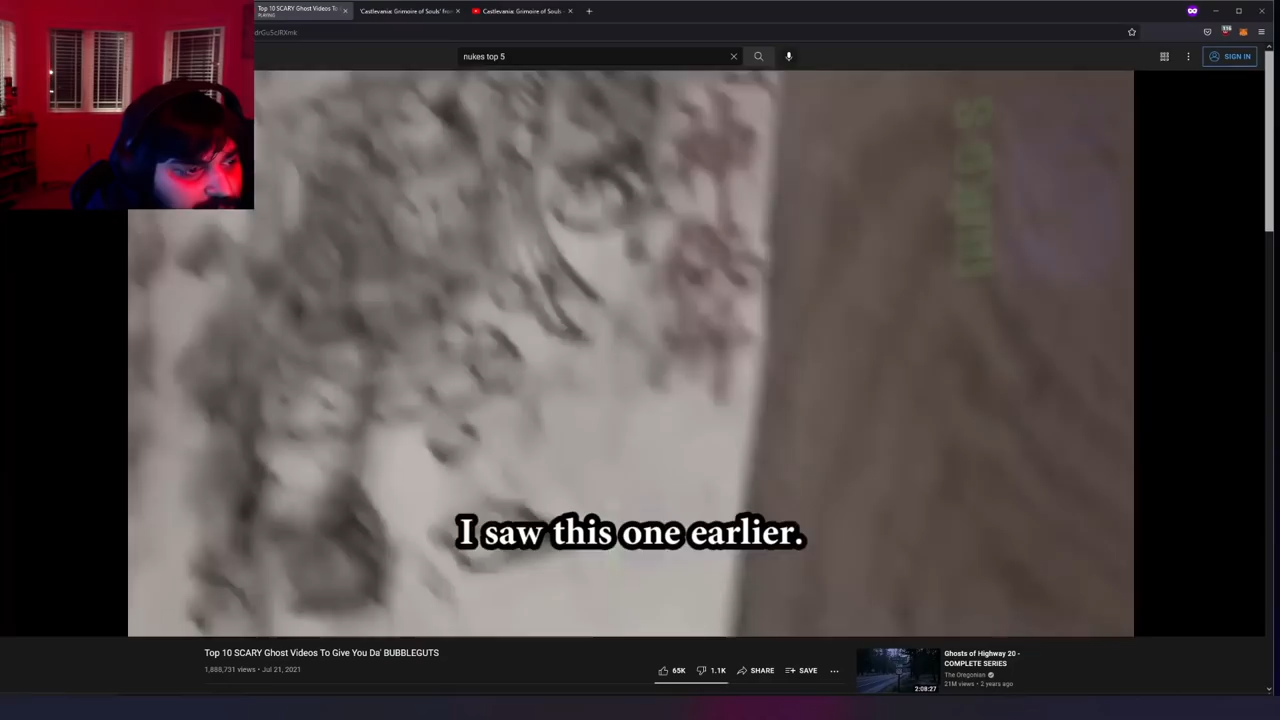 Top 10 SCARY Ghost Videos To
PLAYING
'Castlevania: Grimoire of Souls' fro
Castlevania: Grimoire of Souls
nukes top 5
SIGN IN
I saw this one earlier.
Top 10 SCARY Ghost Videos To Give You Da' BUBBLEGUTS
1,888,731 views • Jul 21, 2021
65K
1.1K
SHARE
SAVE
Ghosts of Highway 20 -
COMPLETE SERIES
The Oregonian
21M views • 2 years ago
2:08:27